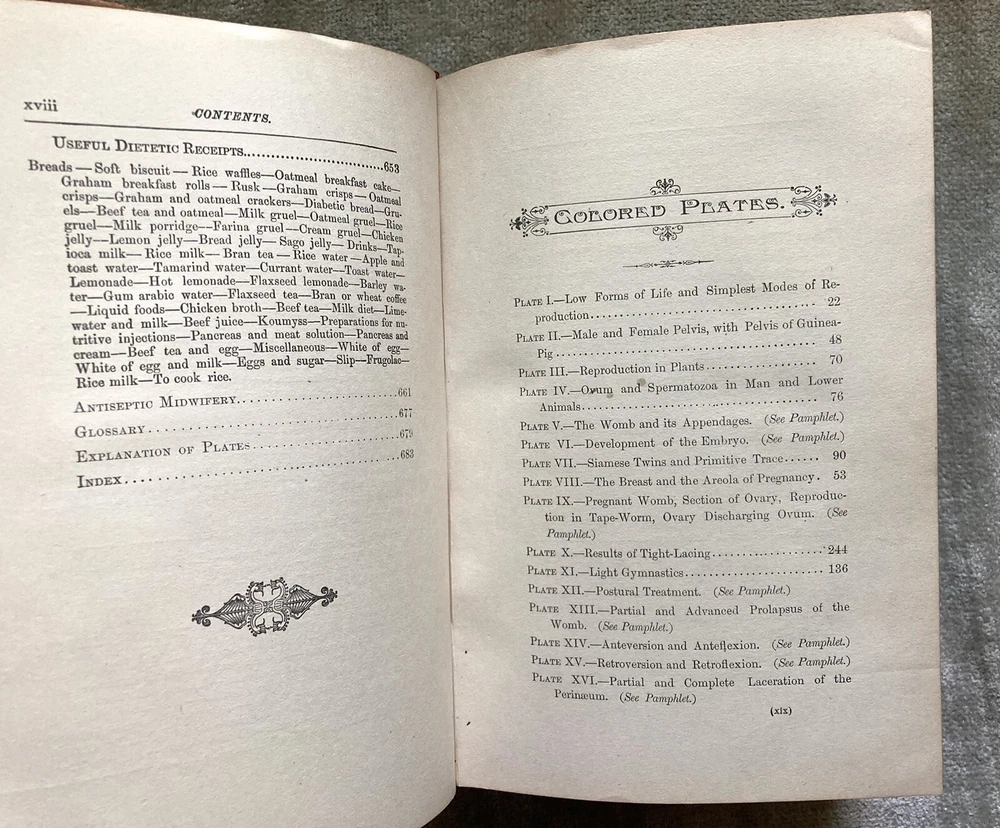 xviii
CONTENTS.
USEFUL DIETETIC RECEIPTS..............................653
Breads — Soft biscuit — Rice waffles—Oatmeal breakfast cake—
Graham breakfast rolls — Rusk—Graham crisps — Oatmeal
crisps—Graham and oatmeal crackers—Diabetic bread—Gru-
els—Beef tea and oatmeal—Milk gruel—Oatmeal gruel—Rice
gruel—Milk porridge—Farina gruel—Cream gruel—Chicken
jelly—Lemon jelly—Bread jelly— Sago jelly— Drinks—Tap-
ioca milk— Rice milk— Bran tea — Rice water —Apple and
toast water—Tamarind water—Currant water—Toast water—
Lemonade—Hot lemonade—Flaxseed lemonade—Barley wa-
ter—Gum arabic water—Flaxseed tea—Bran or wheat coffee
—Liquid foods—Chicken broth—Beef tea—Milk diet—Lime-
water and milk—Beef juice—Koumyss—Preparations for nu-
tritive injections—Pancreas and meat solution—Pancreas and
cream—Beef tea and egg—Miscellaneous—White of egg—
White of egg and milk—Eggs and sugar—Slip—Frugolac—
Rice milk—To cook rice.
ANTISEPTIC MIDWIFERY..............................661
GLOSSARY..............................677
EXPLANATION OF PLATES..............................679
INDEX..............................683
COLORED PLATES.
PLATE I.—Low Forms of Life and Simplest Modes of Re-
production.............................. 22
PLATE II.—Male and Female Pelvis, with Pelvis of Guinea-
Pig.............................. 48
PLATE III.—Reproduction in Plants.................... 70
PLATE IV.—Ovum and Spermatozoa in Man and Lower
Animals.............................. 76
PLATE V.—The Womb and its Appendages. (See Pamphlet.)
PLATE VI.—Development of the Embryo. (See Pamphlet.)
PLATE VII.—Siamese Twins and Primitive Trace...... 90
PLATE VIII.—The Breast and the Areola of Pregnancy. 53
PLATE IX.—Pregnant Womb, Section of Ovary, Reproduc-
tion in Tape-Worm, Ovary Discharging Ovum. (See
Pamphlet.)
PLATE X.—Results of Tight-Lacing.................... 244
PLATE XI.—Light Gymnastics........................ 136
PLATE XII.—Postural Treatment. (See Pamphlet.)
PLATE XIII.—Partial and Advanced Prolapsus of the
Womb. (See Pamphlet.)
PLATE XIV.—Anteversion and Anteflexion. (See Pamphlet.)
PLATE XV.—Retroversion and Retroflexion. (See Pamphlet.)
PLATE XVI.—Partial and Complete Laceration of the
Perinæum. (See Pamphlet.)
(xix)